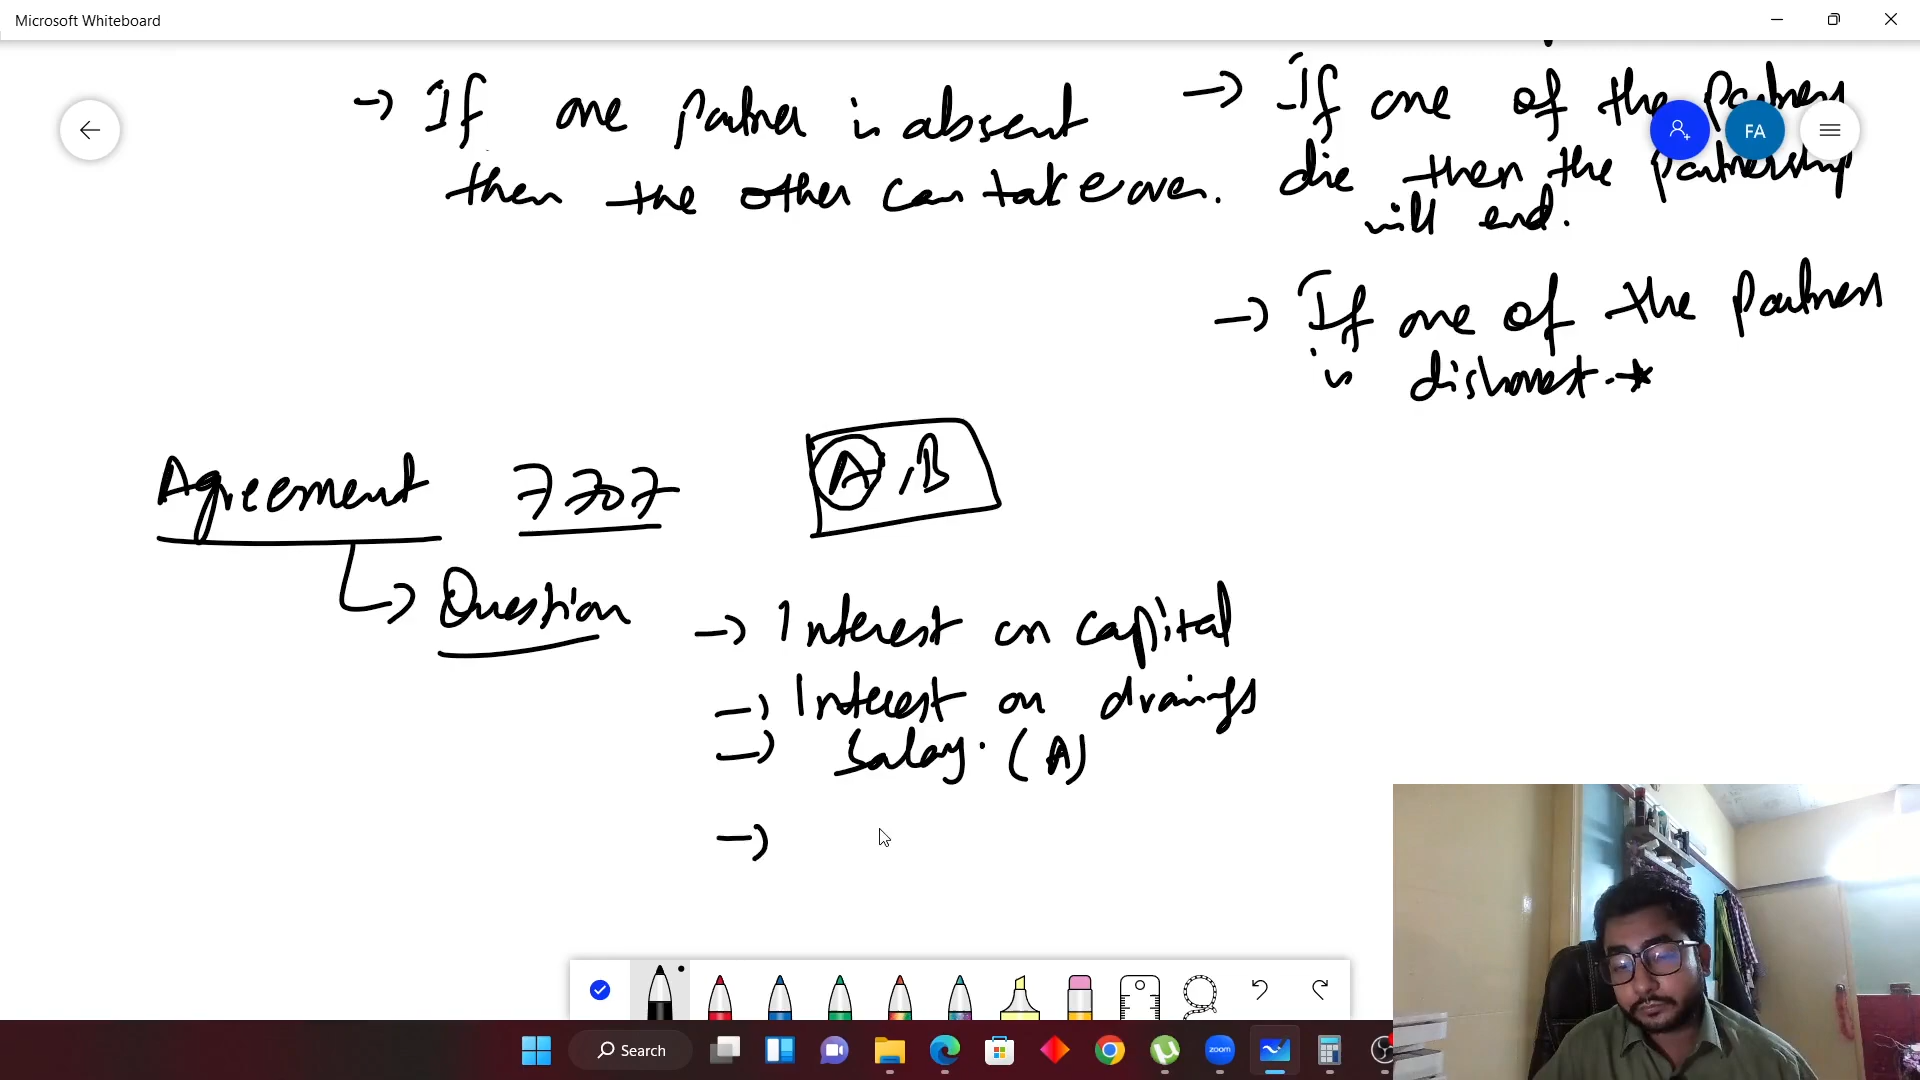 Microsoft Whiteboard
→ If one partner is absent
then the other can take over.
→ If one of the partners
die then the partnership
will end.
→ If one of the partners
is dishonest.
FA
Agreement 7707
A, B
→ Question
→ Interest on capital
→ Interest on drawings
→ Salary. (A)
→
Search
zoom